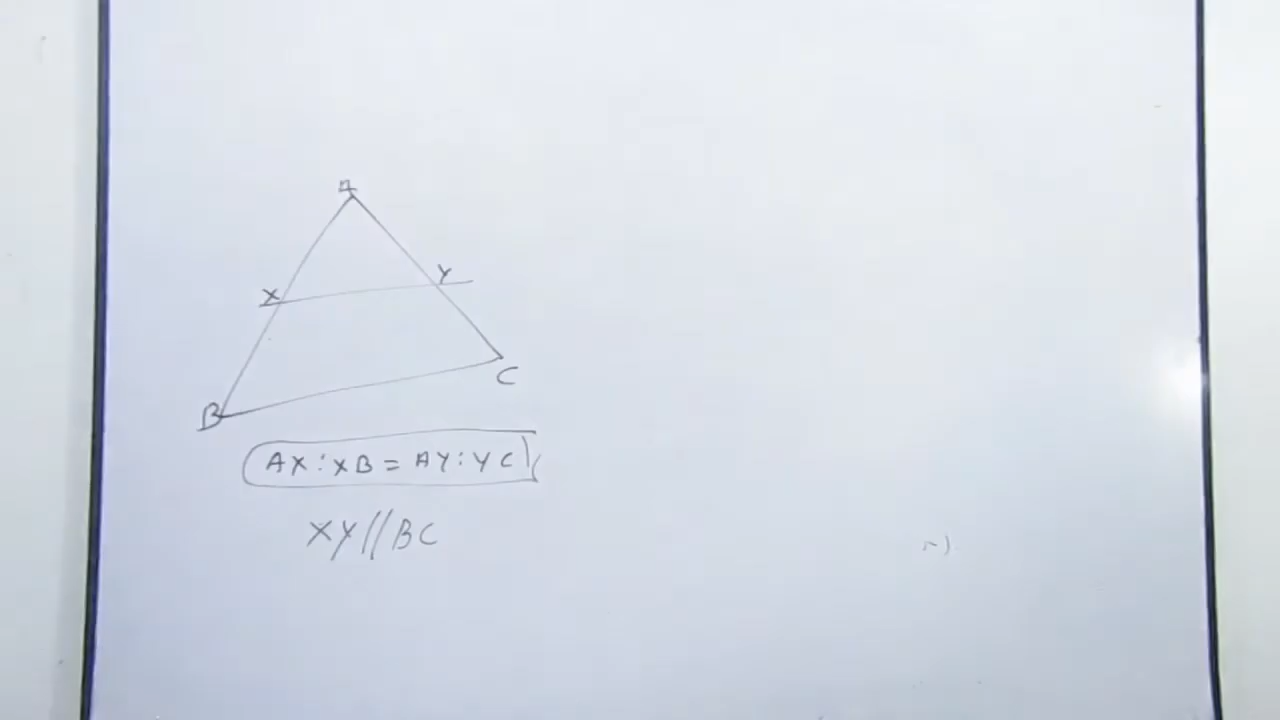 A
X Y
B C
AX:XB = AY:YC
XY//BC